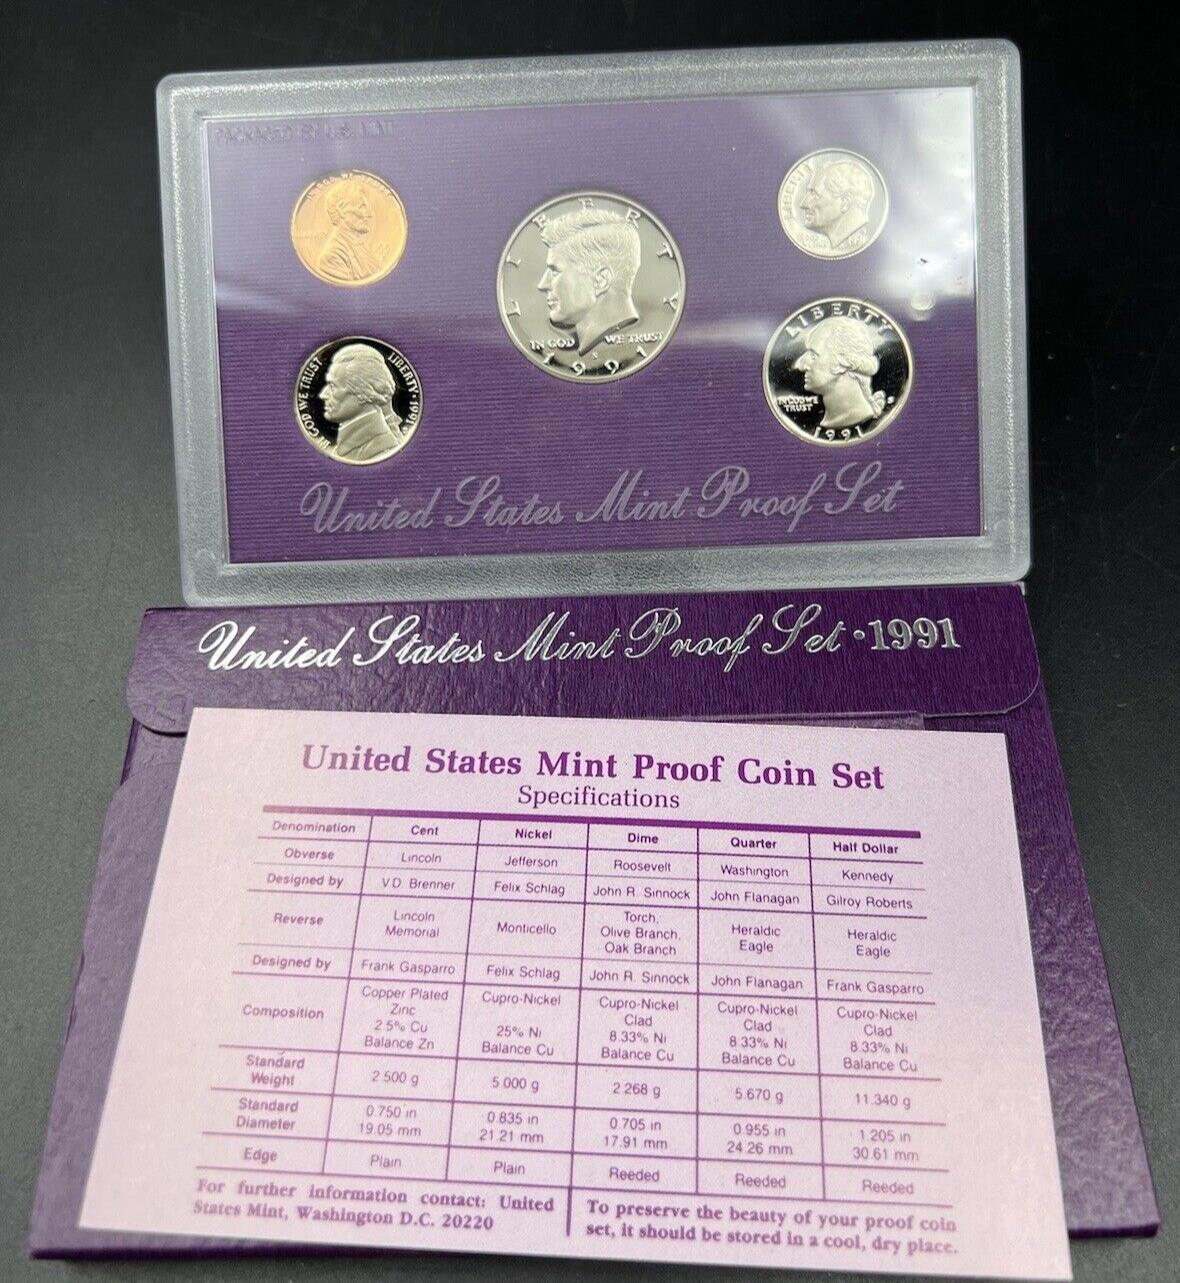 PACKAGED BY U.S. MINT
LIBERTY
IN GOD WE TRUST
S
1991
LIBERTY
IN GOD WE TRUST
LIBERTY · 1991
LIBERTY
IN GOD WE
TRUST
1991
United States Mint Proof Set
United States Mint Proof Set · 1991
United States Mint Proof Coin Set
Specifications
Denomination Cent Nickel Dime Quarter Half Dollar
Obverse Lincoln Jefferson Roosevelt Washington Kennedy
Designed by V.D. Brenner Felix Schlag John R. Sinnock John Flanagan Gilroy Roberts
Reverse Lincoln Memorial Monticello Torch, Olive Branch, Oak Branch Heraldic Eagle Heraldic Eagle
Designed by Frank Gasparro Felix Schlag John R. Sinnock John Flanagan Frank Gasparro
Composition Copper Plated Zinc 2.5% Cu Balance Zn Cupro-Nickel 25% Ni Balance Cu Cupro-Nickel Clad 8.33% Ni Balance Cu Cupro-Nickel Clad 8.33% Ni Balance Cu Cupro-Nickel Clad 8.33% Ni Balance Cu
Standard Weight 2.500 g 5.000 g 2.268 g 5.670 g 11.340 g
Standard Diameter 0.750 in 19.05 mm 0.835 in 21.21 mm 0.705 in 17.91 mm 0.955 in 24.26 mm 1.205 in 30.61 mm
Edge Plain Plain Reeded Reeded Reeded
For further information contact: United
States Mint, Washington D.C. 20220
To preserve the beauty of your proof coin
set, it should be stored in a cool, dry place.